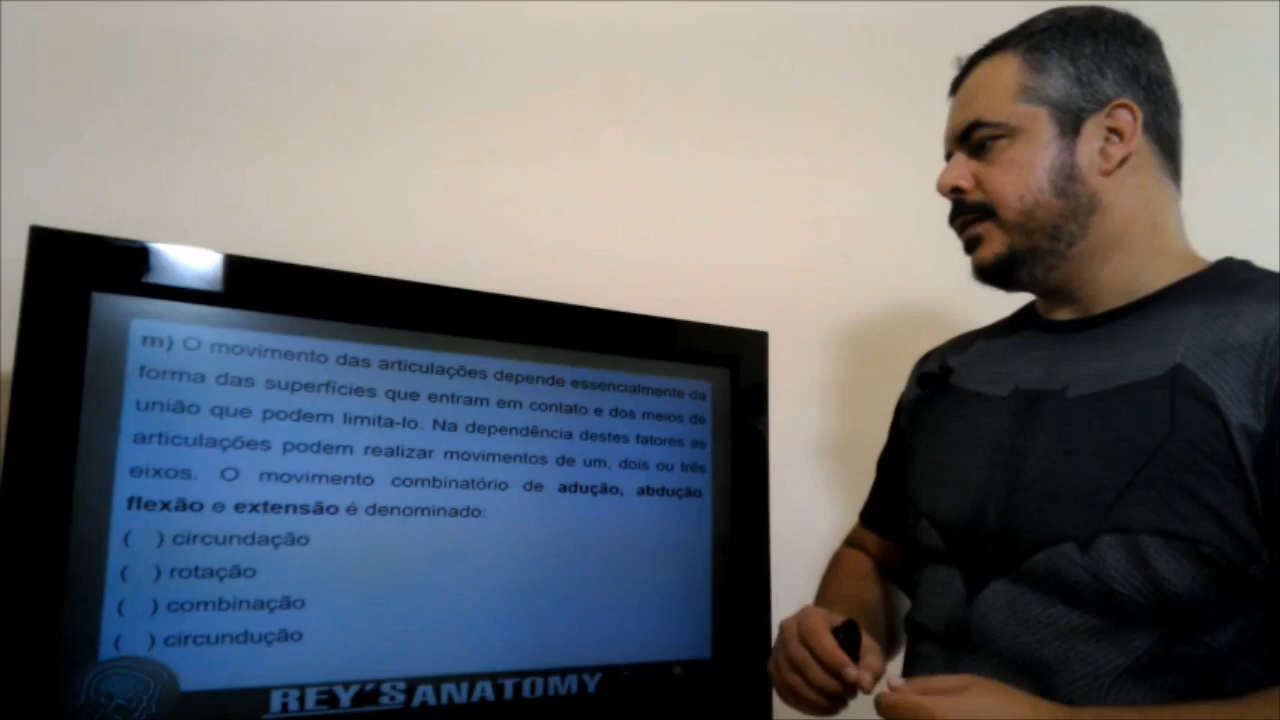 m) O movimento das articulações depende essencialmente da
forma das superfícies que entram em contato e dos meios de
união que podem limita-lo. Na dependência destes fatores as
articulações podem realizar movimentos de um, dois ou três
eixos. O movimento combinatório de adução, abdução,
flexão e extensão é denominado:
( ) circundação
( ) rotação
( ) combinação
( ) circundução
REY'S ANATOMY